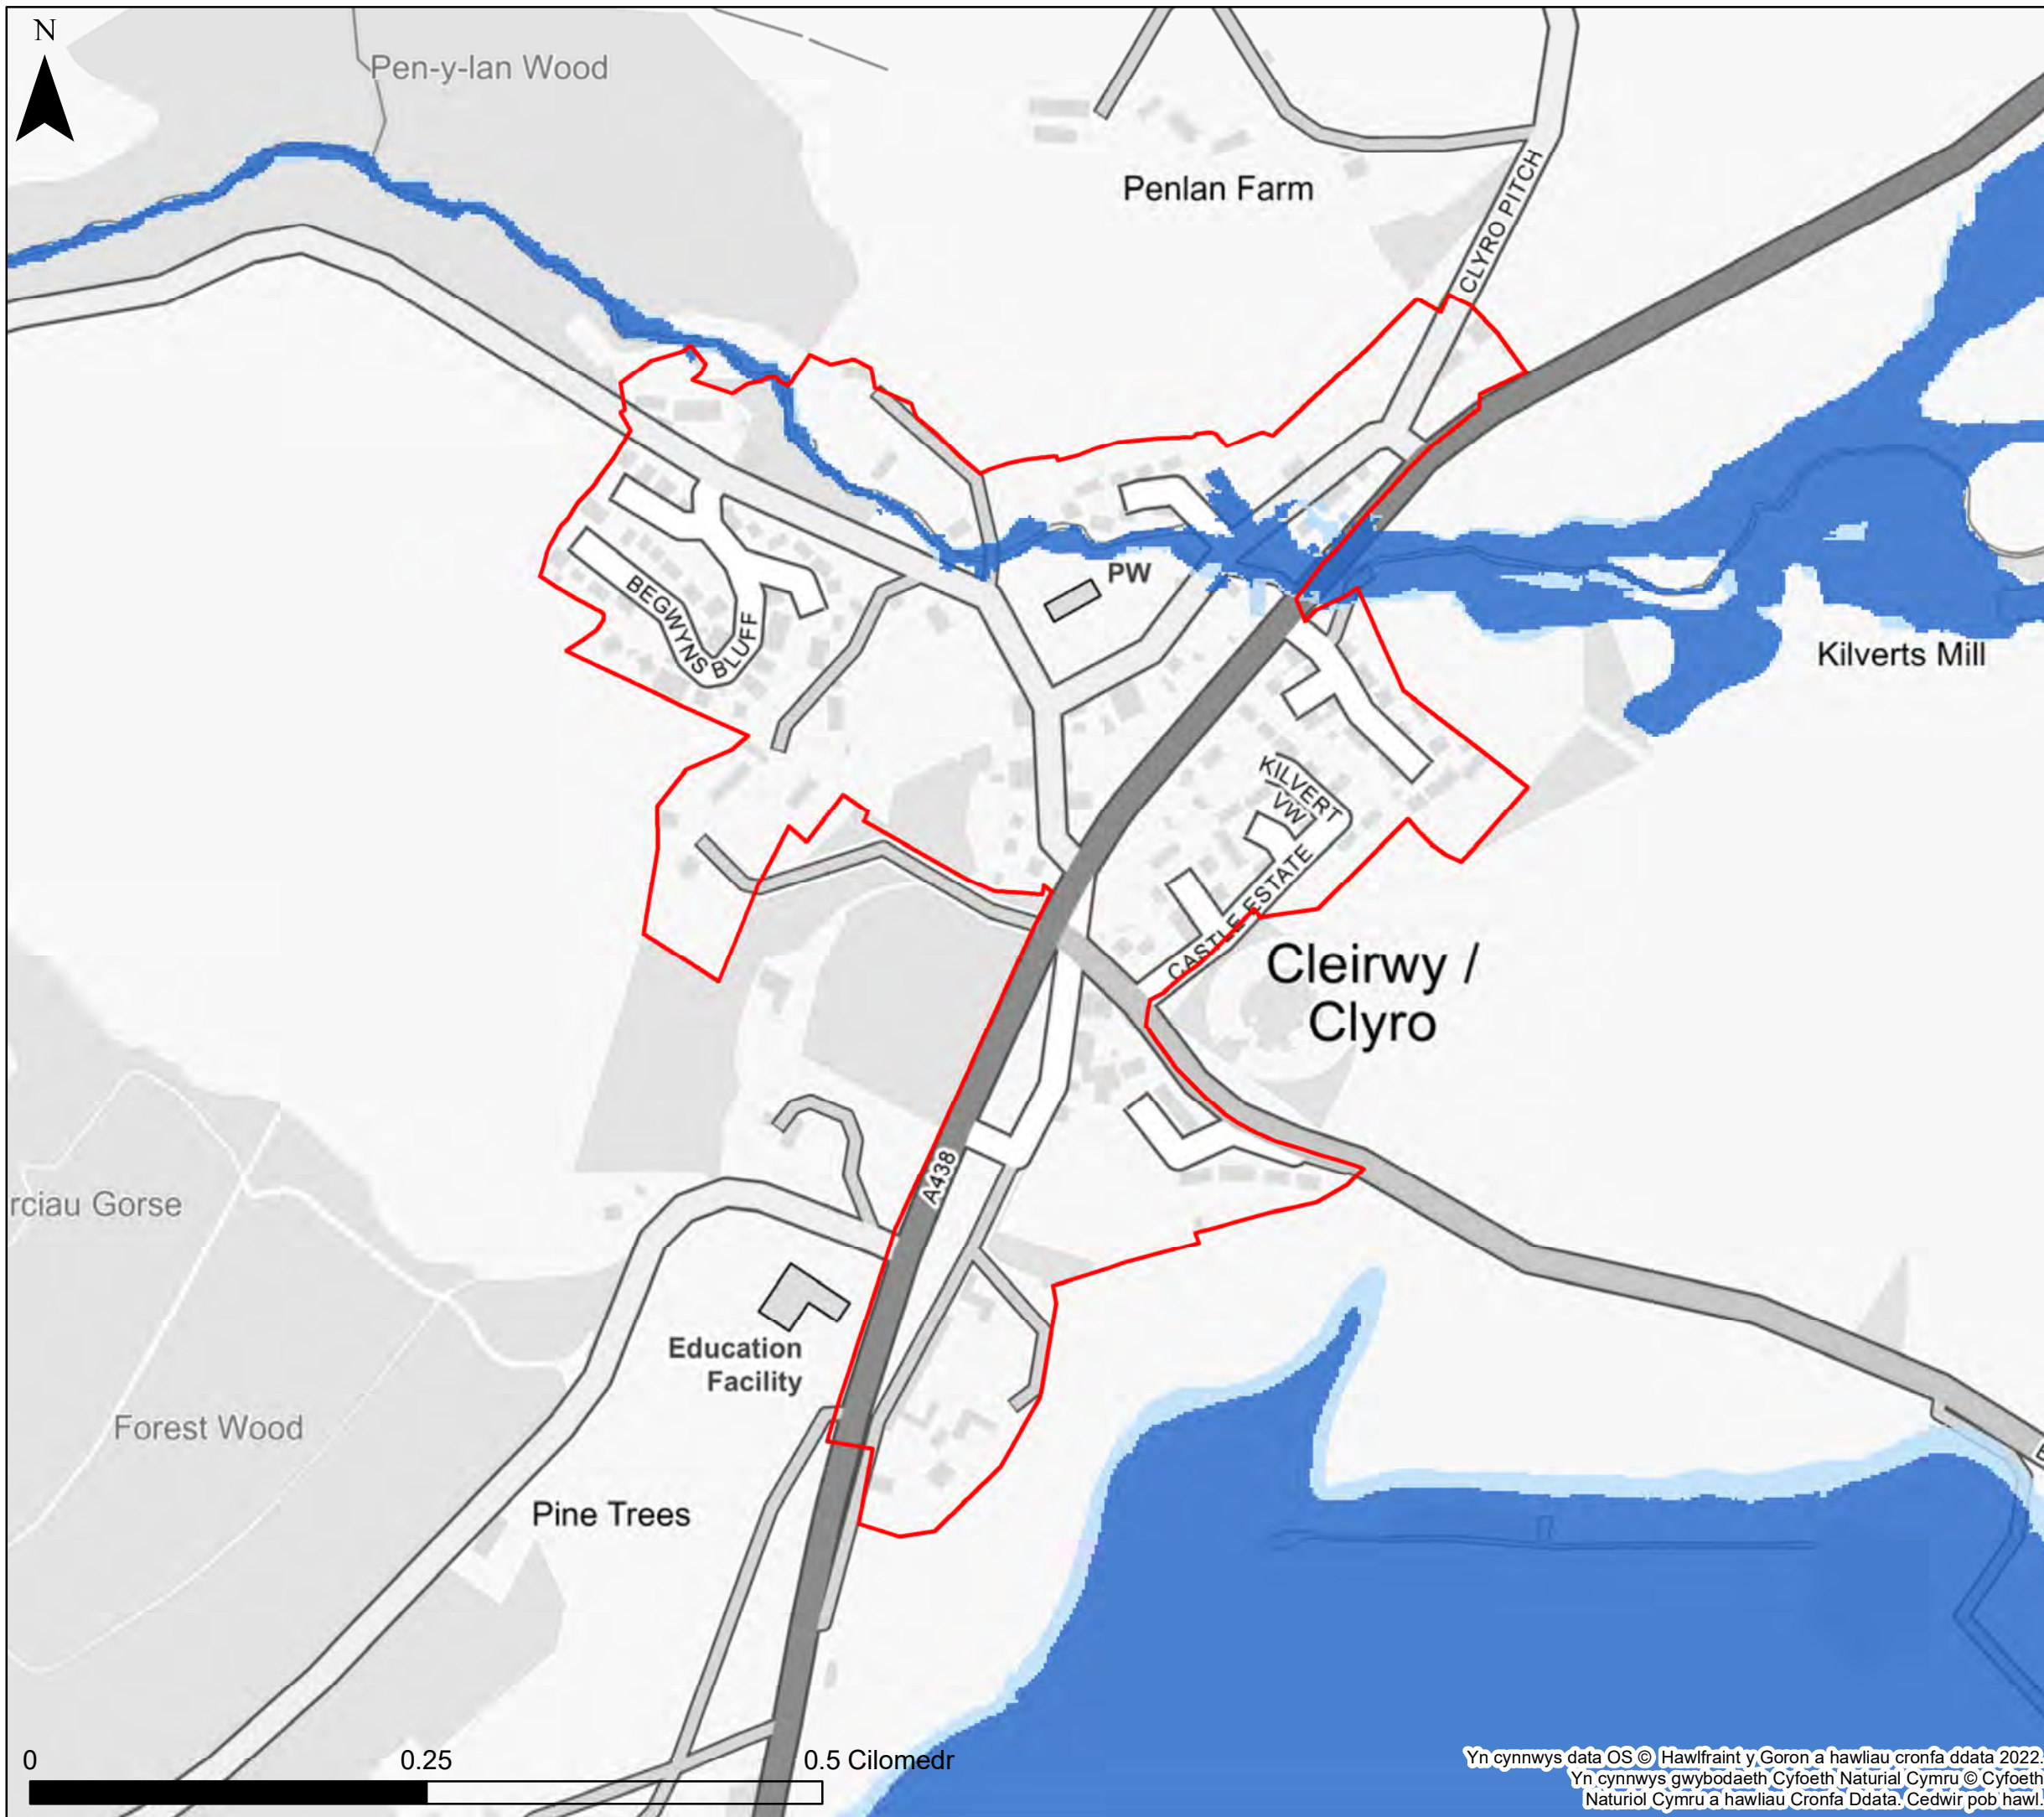 N
Pen-y-lan Wood
Penlan Farm
CLYRO PITCH
PW
BEGWYNS BLUFF
Kilverts Mill
KILVERT
VW
CASTLE ESTATE
Cleirwy /
Clyro
A438
rciau Gorse
Education
Facility
Forest Wood
Pine Trees
0 0.25 0.5 Cilomedr
Yn cynnwys data OS © Hawlfraint y Goron a hawliau cronfa ddata 2022.
Yn cynnwys gwybodaeth Cyfoeth Naturial Cymru © Cyfoeth
Naturiol Cymru a hawliau Cronfa Ddata. Cedwir pob hawl.